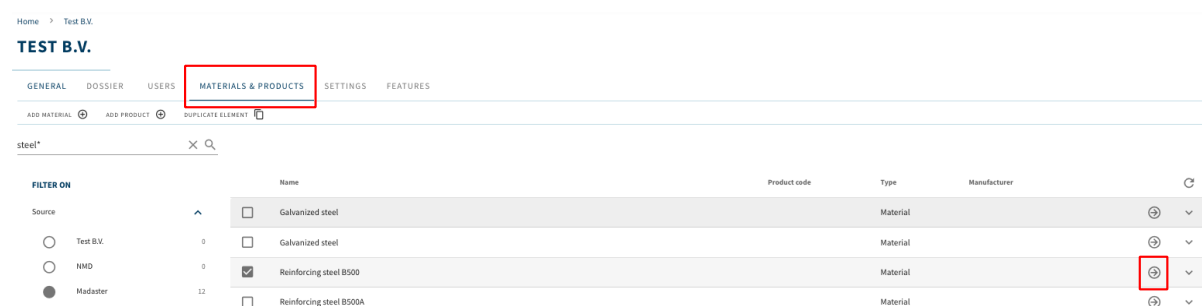 Home > Test B.V.
TEST B.V.
GENERAL DOSSIER USERS MATERIALS & PRODUCTS SETTINGS FEATURES
ADD MATERIAL ADD PRODUCT DUPLICATE ELEMENT
steel*
FILTER ON Name Product code Type Manufacturer
Source Galvanized steel Material
Test B.V. 0 Galvanized steel Material
NMD 0 Reinforcing steel B500 Material
Madaster 12 Reinforcing steel B500A Material